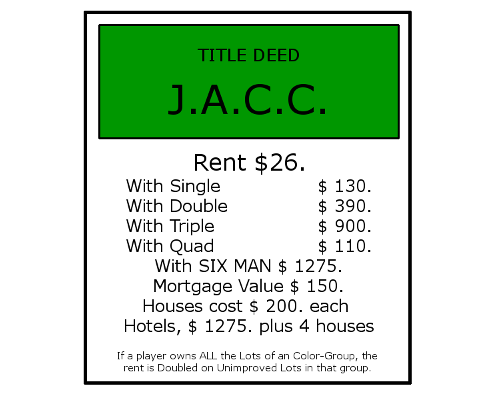 TITLE DEED
J.A.C.C.
Rent $26.
With Single $ 130.
With Double $ 390.
With Triple $ 900.
With Quad $ 110.
With SIX MAN $ 1275.
Mortgage Value $ 150.
Houses cost $ 200. each
Hotels, $ 1275. plus 4 houses
If a player owns ALL the Lots of an Color-Group, the
rent is Doubled on Unimproved Lots in that group.